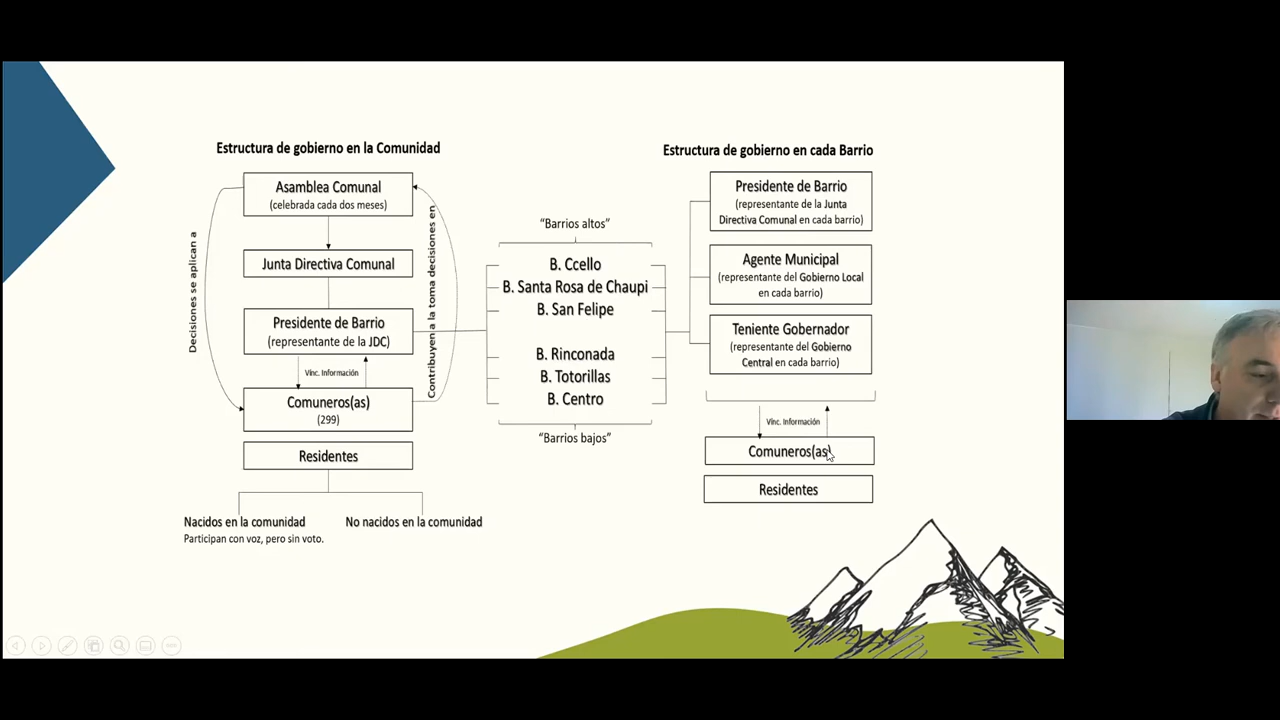 Estructura de gobierno en la Comunidad
Asamblea Comunal
(celebrada cada dos meses)
Junta Directiva Comunal
Presidente de Barrio
(representante de la JDC)
Vinc. Información
Comuneros(as)
(299)
Residentes
Nacidos en la comunidad
Participan con voz, pero sin voto.
No nacidos en la comunidad
Decisiones se aplican a
Contribuyen a la toma decisiones en
"Barrios altos"
B. Ccello
B. Santa Rosa de Chaupi
B. San Felipe
B. Rinconada
B. Totorillas
B. Centro
"Barrios bajos"
Estructura de gobierno en cada Barrio
Presidente de Barrio
(representante de la Junta
Directiva Comunal en cada barrio)
Agente Municipal
(representante del Gobierno Local
en cada barrio)
Teniente Gobernador
(representante del Gobierno
Central en cada barrio)
Vinc. Información
Comuneros(as)
Residentes